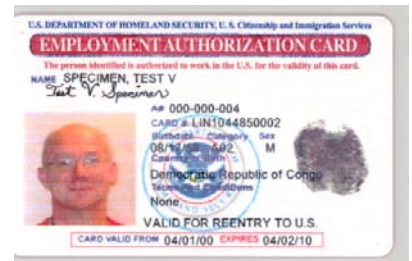 U.S. DEPARTMENT OF HOMELAND SECURITY, U. S. Citizenship and Immigration Services
EMPLOYMENT AUTHORIZATION CARD
The person identified is authorized to work in the U.S. for the validity of this card.
NAME SPECIMEN, TEST V
Test V. Specimen
A# 000-000-004
CARD # LIN1044850002
Birthdate Category Sex
08/17/58 A02 M
Country of Birth
Democratic Republic of Congo
Terms and Conditions
None
VALID FOR REENTRY TO U.S.
CARD VALID FROM 04/01/00 EXPIRES 04/02/10